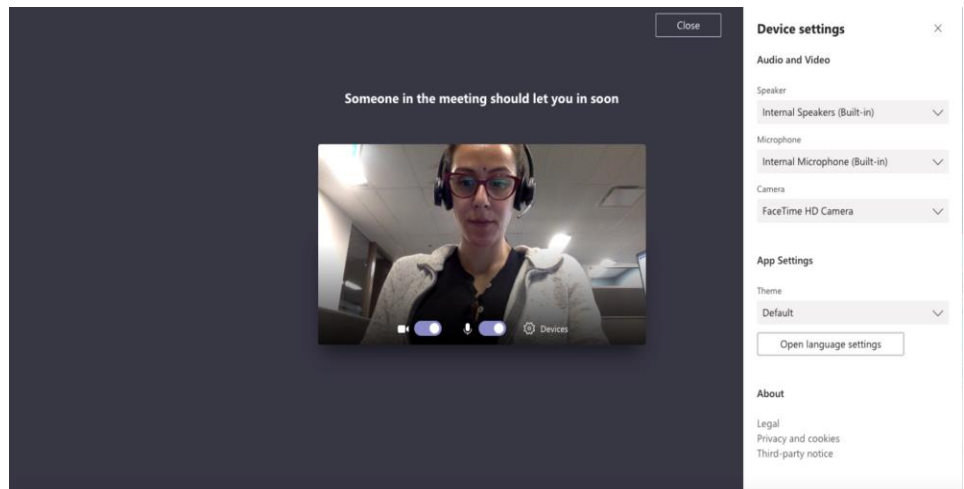 Close
Someone in the meeting should let you in soon
Devices
Device settings
Audio and Video
Speaker
Internal Speakers (Built-in)
Microphone
Internal Microphone (Built-in)
Camera
FaceTime HD Camera
App Settings
Theme
Default
Open language settings
About
Legal
Privacy and cookies
Third-party notice